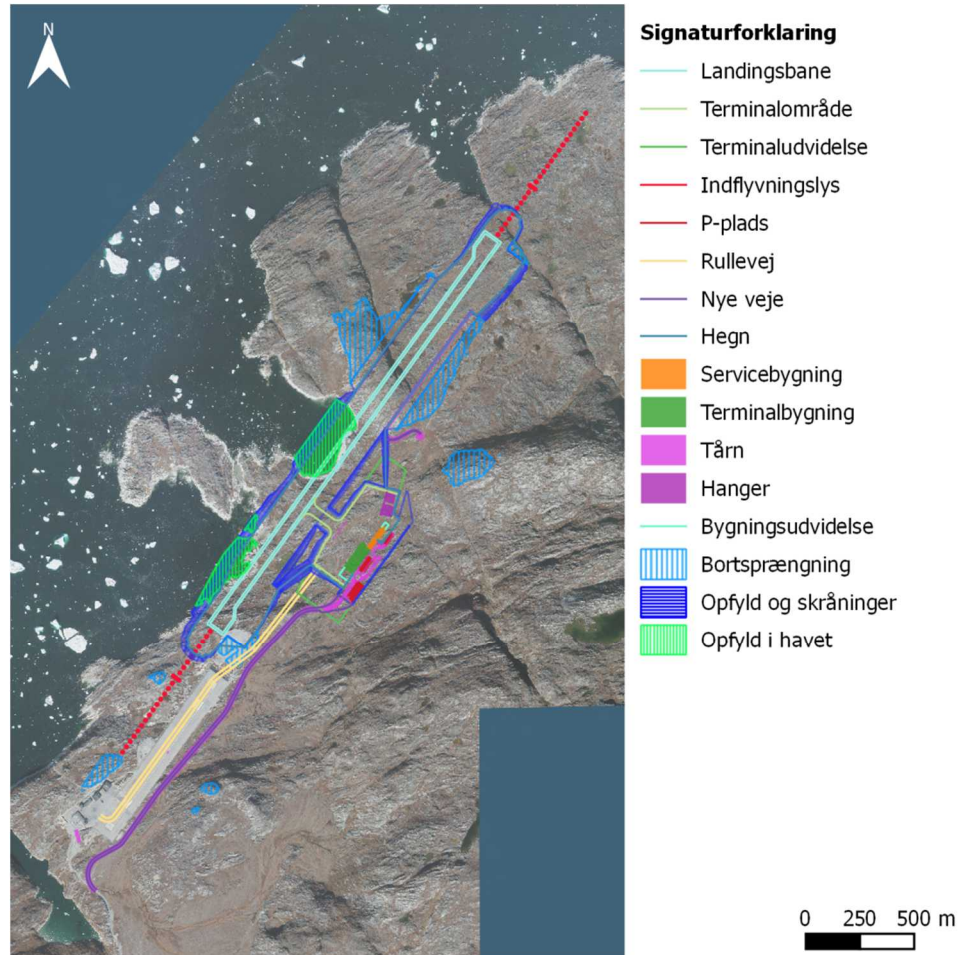 N
Signaturforklaring
Landingsbane
Terminalområde
Terminaludvidelse
Indflyvningslys
P-plads
Rullevej
Nye veje
Hegn
Servicebygning
Terminalbygning
Tårn
Hanger
Bygningsudvidelse
Bortsprængning
Opfyld og skråninger
Opfyld i havet
0 250 500 m